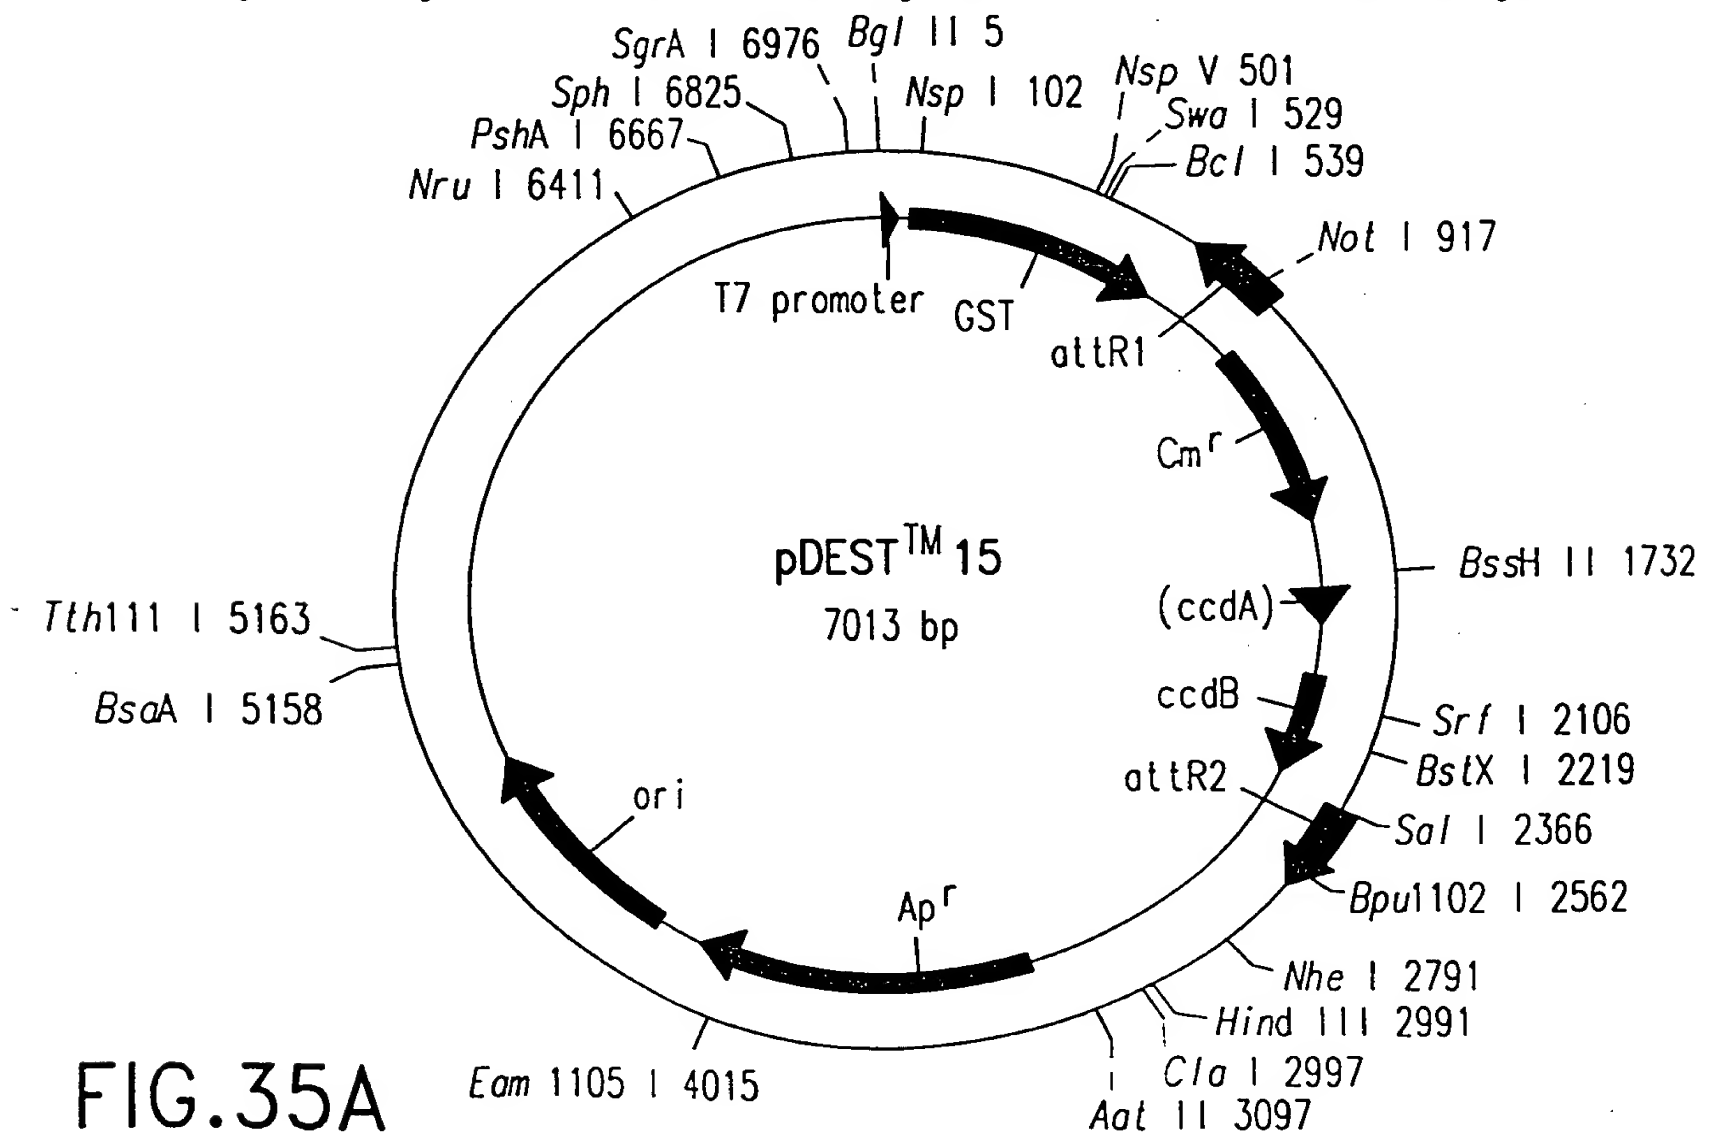 SgrA I 6976
Bgl II 5
Sph I 6825
Nsp I 102
Nsp V 501
PshA I 6667
Swa I 529
Nru I 6411
Bcl I 539
Not I 917
T7 promoter
GST
attR1
Cmr
pDEST™15
7013 bp
BssH II 1732
(ccdA)
Tth111 I 5163
BsaA I 5158
ccdB
Srf I 2106
BstX I 2219
attR2
ori
Sal I 2366
Bpu1102 I 2562
Apr
Nhe I 2791
Hind III 2991
Cla I 2997
Aat II 3097
Eam 1105 I 4015
FIG.35A